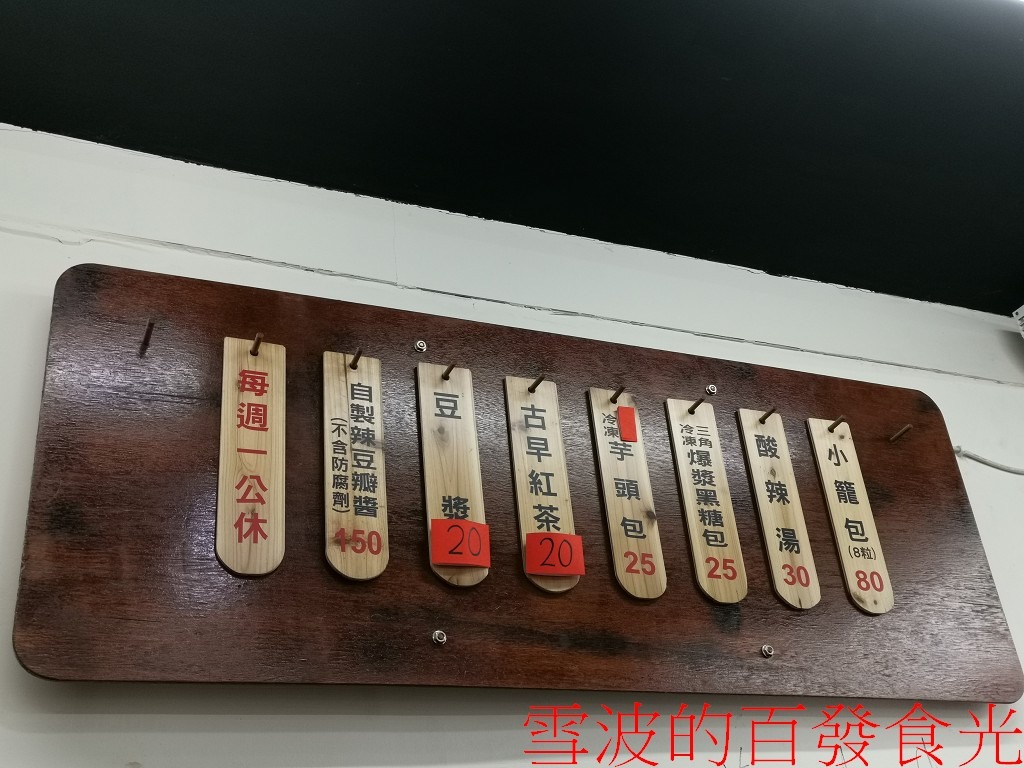 小籠包
(8粒)
80
酸辣湯
30
三角
冷凍
爆漿黑糖包
25
冷凍
芋頭包
25
古早紅茶
20
豆漿
20
自製辣豆瓣醬
(不含防腐劑)
150
每週一公休
雪波的百發食光